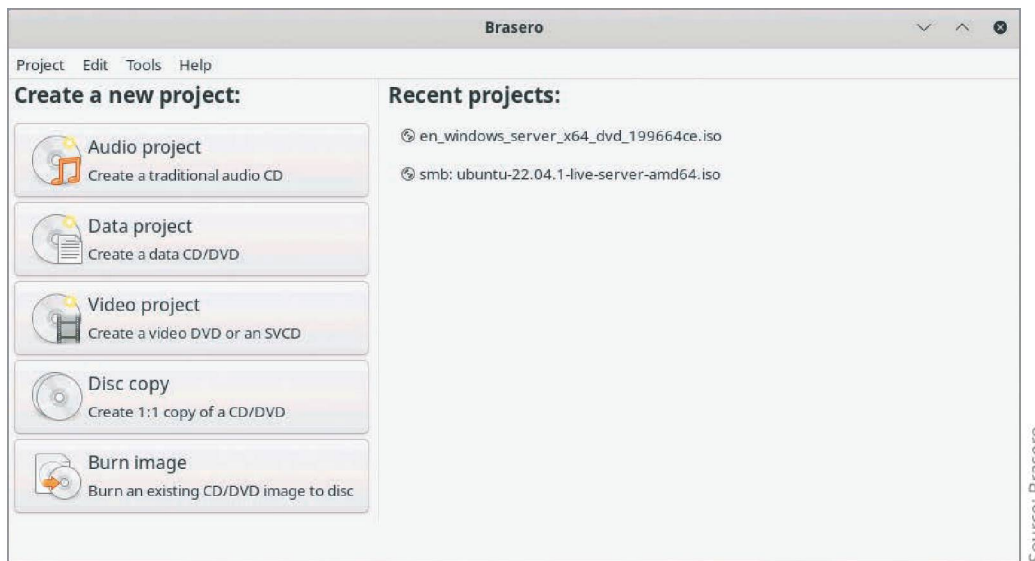 Brasero
Project Edit Tools Help
Create a new project:
Audio project
Create a traditional audio CD
Data project
Create a data CD/DVD
Video project
Create a video DVD or an SVCD
Disc copy
Create 1:1 copy of a CD/DVD
Burn image
Burn an existing CD/DVD image to disc
Recent projects:
en_windows_server_x64_dvd_199664ce.iso
smb: ubuntu-22.04.1-live-server-amd64.iso
Source: Brasero